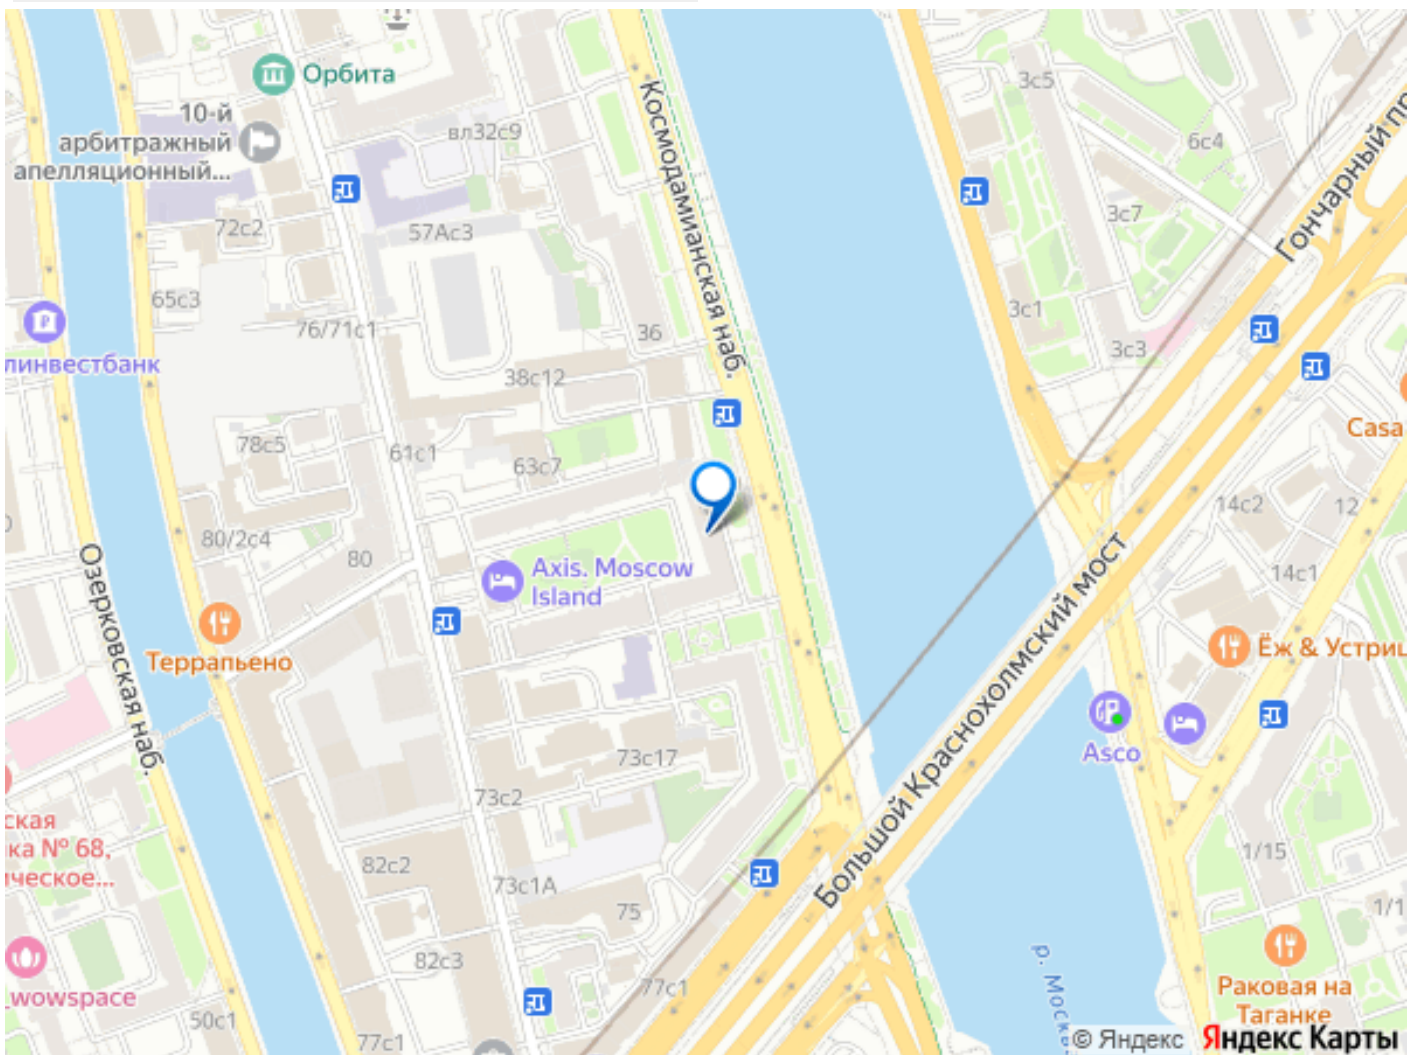 Орбита
10-й
арбитражный
апелляционный...
вл32с9
Космодамианская наб.
3с5
6с4
Гончарный пр
72с2
57Ас3
3с7
65с3
76/71с1
36
3с1
3с3
линвестбанк
38с12
Casa
78с5
61с1
63с7
14с2
12
80/2с4
80
Axis. Moscow
Island
14с1
Озерковская наб.
Террапьено
Большой Краснохолмский мост
Ёж & Устриц
Asco
73с17
73с2
ская
ка № 68,
ическое...
82с2
73с1А
75
1/15
1/1
82с3
77с1
р. Москв
Раковая на
Таганке
wowspace
50с1
77с1
© Яндекс Яндекс Карты